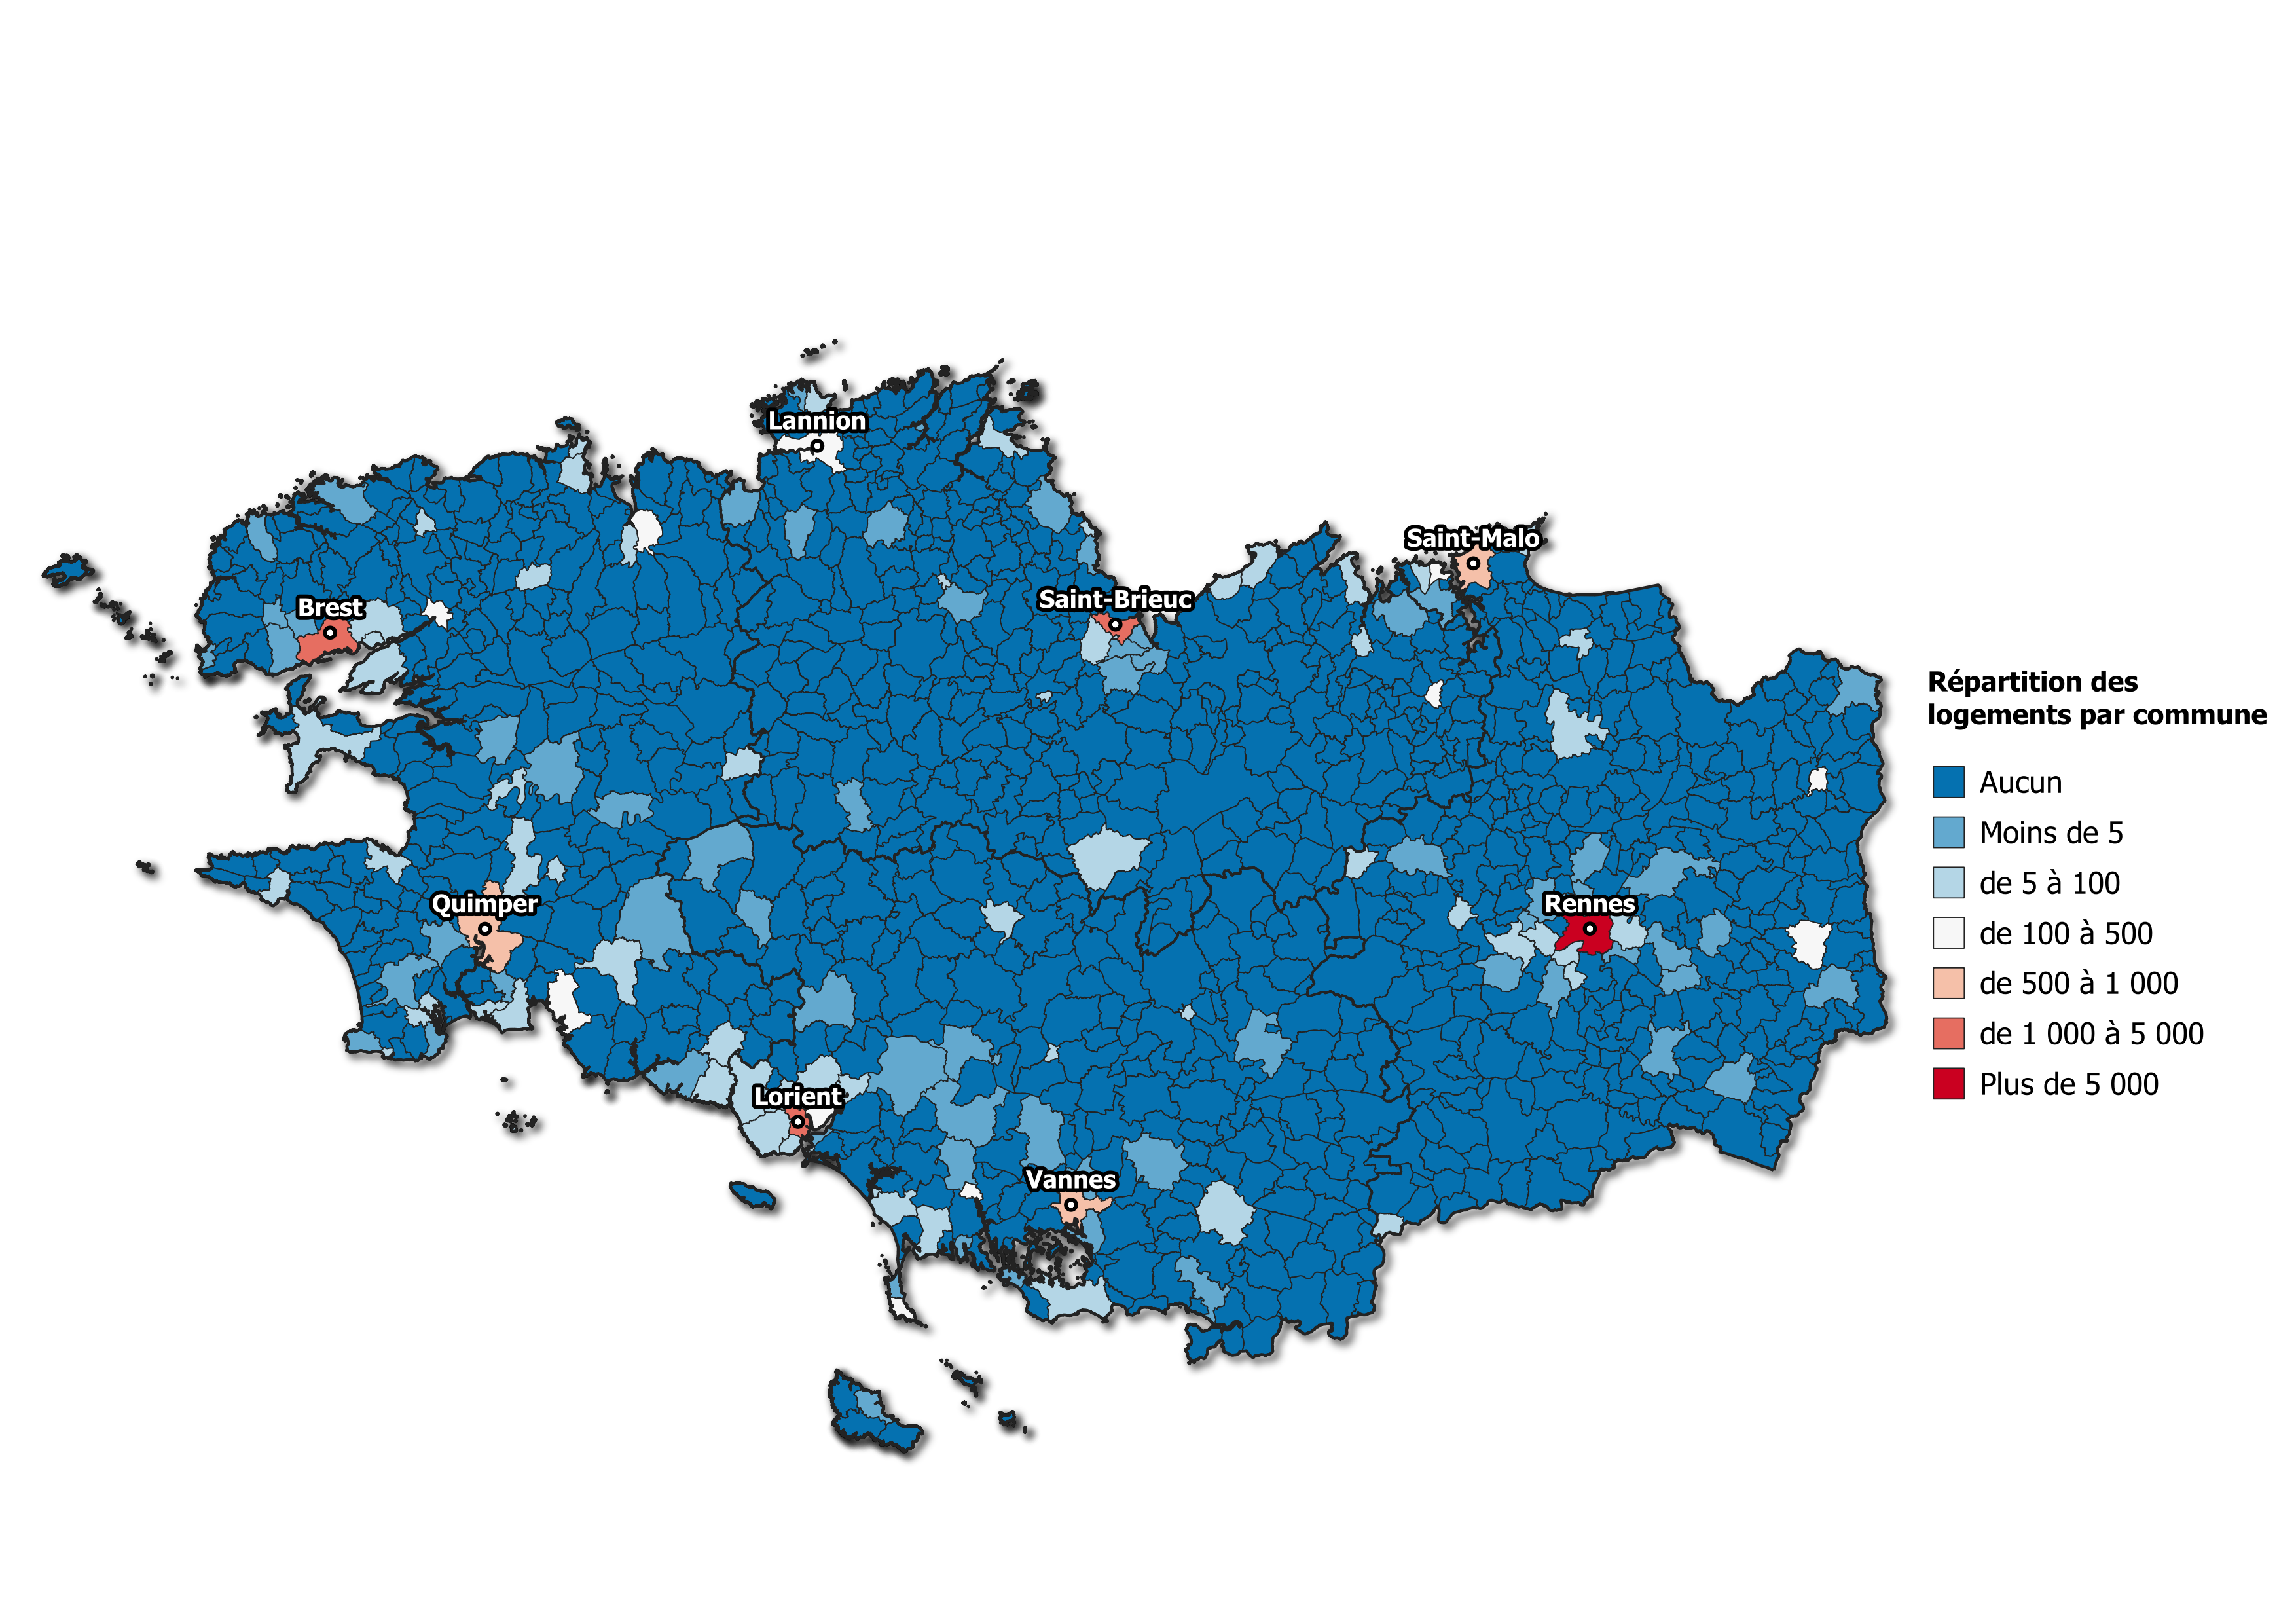 Lannion
Saint-Malo
Brest
Saint-Brieuc
Quimper
Rennes
Lorient
Vannes
Répartition des
logements par commune
Aucun
Moins de 5
de 5 à 100
de 100 à 500
de 500 à 1 000
de 1 000 à 5 000
Plus de 5 000